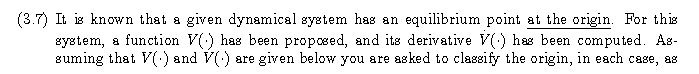 (3.7) It is known that a given dynamical system has an equilibrium point at the origin. For this
system, a function V(·) has been proposed, and its derivative V̇(·) has been computed. As-
suming that V(·) and V̇(·) are given below you are asked to classify the origin, in each case, as